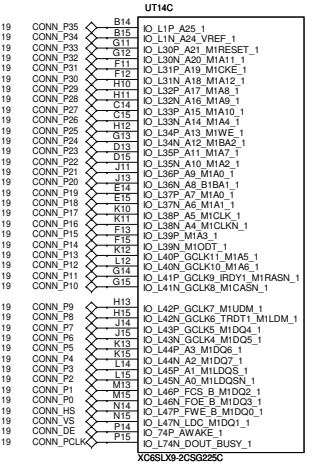 UT14C
19 CONN_P35 B14 IO_L1P_A25_1
19 CONN_P34 B15 IO_L1N_A24_VREF_1
19 CONN_P33 G11 IO_L30P_A21_M1RESET_1
19 CONN_P32 G12 IO_L30N_A20_M1A11_1
19 CONN_P31 F11 IO_L31P_A19_M1CKE_1
19 CONN_P30 F12 IO_L31N_A18_M1A12_1
19 CONN_P29 H10 IO_L32P_A17_M1A8_1
19 CONN_P28 H11 IO_L32N_A16_M1A9_1
19 CONN_P27 C14 IO_L33P_A15_M1A10_1
19 CONN_P26 C15 IO_L33N_A14_M1A4_1
19 CONN_P25 H12 IO_L34P_A13_M1WE_1
19 CONN_P24 G13 IO_L34N_A12_M1BA2_1
19 CONN_P23 D13 IO_L35P_A11_M1A7_1
19 CONN_P22 D15 IO_L35N_A10_M1A2_1
19 CONN_P21 J11 IO_L36P_A9_M1A0_1
19 CONN_P20 J13 IO_L36N_A8_B1BA1_1
19 CONN_P19 E14 IO_L37P_A7_M1A0_1
19 CONN_P18 E15 IO_L37N_A6_M1A1_1
19 CONN_P17 K10 IO_L38P_A5_M1CLK_1
19 CONN_P16 K11 IO_L38N_A4_M1CLKN_1
19 CONN_P15 F13 IO_L39P_M1A3_1
19 CONN_P14 F15 IO_L39N_M1ODT_1
19 CONN_P13 K12 IO_L40P_GCLK11_M1A5_1
19 CONN_P12 L12 IO_L40N_GCLK10_M1A6_1
19 CONN_P11 G14 IO_L41P_GCLK9_IRDY1_M1RASN_1
19 CONN_P10 G15 IO_L41N_GCLK8_M1CASN_1
19 CONN_P9 H13 IO_L42P_GCLK7_M1UDM_1
19 CONN_P8 H15 IO_L42N_GCLK6_TRDT1_M1LDM_1
19 CONN_P7 J14 IO_L43P_GCLK5_M1DQ4_1
19 CONN_P6 J15 IO_L43N_GCLK4_M1DQ5_1
19 CONN_P5 K13 IO_L44P_A3_M1DQ6_1
19 CONN_P4 K15 IO_L44N_A2_M1DQ7_1
19 CONN_P3 L14 IO_L45P_A1_M1LDQS_1
19 CONN_P2 L15 IO_L45N_A0_M1LDQSN_1
19 CONN_P1 M13 IO_L46P_FCS_B_M1DQ2_1
19 CONN_P0 M15 IO_L46N_FOE_B_M1DQ3_1
19 CONN_HS N14 IO_L47P_FWE_B_M1DQ0_1
19 CONN_VS N15 IO_L47N_LDC_M1DQ1_1
19 CONN_DE P14 IO_74P_AWAKE_1
19 CONN_PCLK P15 IO_L74N_DOUT_BUSY_1
XC6SLX9-2CSG225C